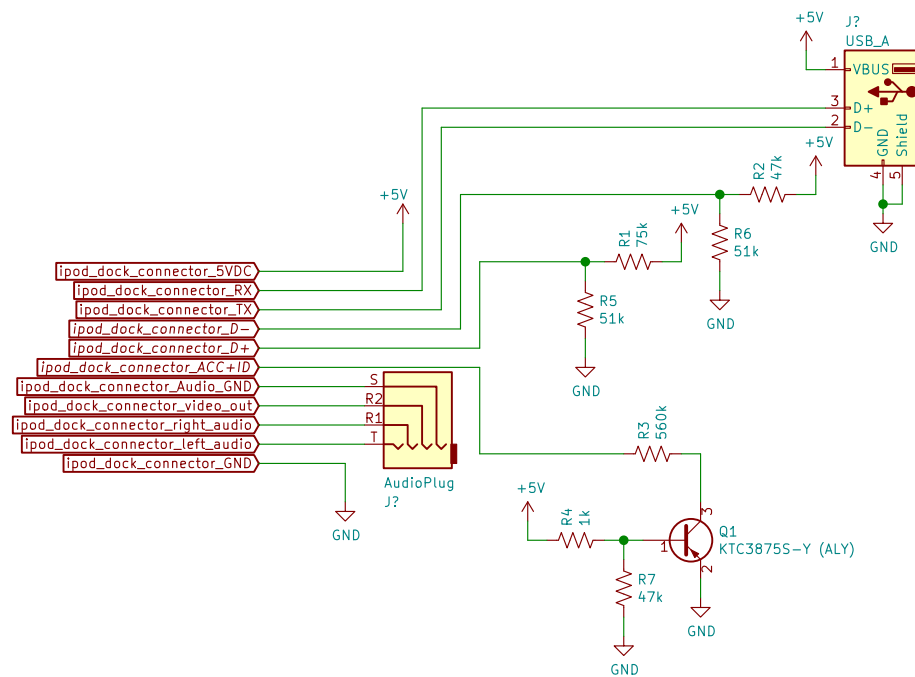 +5V
J?
USB_A
1
VBUS
3
D+
2
D-
GND
Shield
4
5
GND
+5V
R2
47k
R6
51k
GND
+5V
R1
75k
R5
51k
GND
+5V
ipod_dock_connector_5VDC
ipod_dock_connector_RX
ipod_dock_connector_TX
ipod_dock_connector_D-
ipod_dock_connector_D+
ipod_dock_connector_ACC+ID
ipod_dock_connector_Audio_GND
ipod_dock_connector_video_out
ipod_dock_connector_right_audio
ipod_dock_connector_left_audio
ipod_dock_connector_GND
S
R2
R1
T
AudioPlug
J?
GND
R3
560k
+5V
R4
1k
1
3
2
Q1
KTC3875S-Y (ALY)
R7
47k
GND
GND